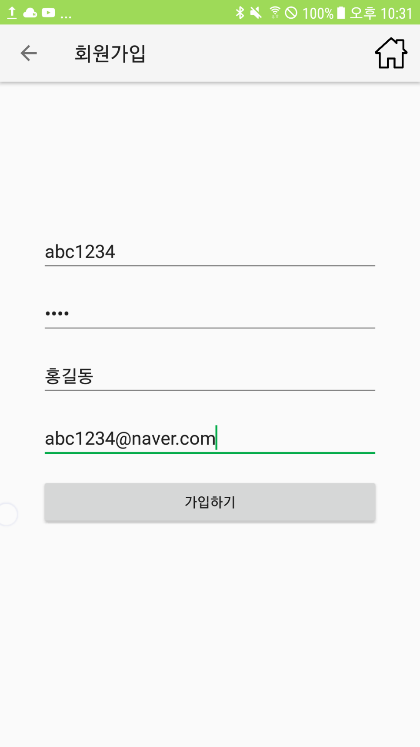 ... 100% 오후 10:31
회원가입
abc1234
••••
홍길동
abc1234@naver.com
가입하기